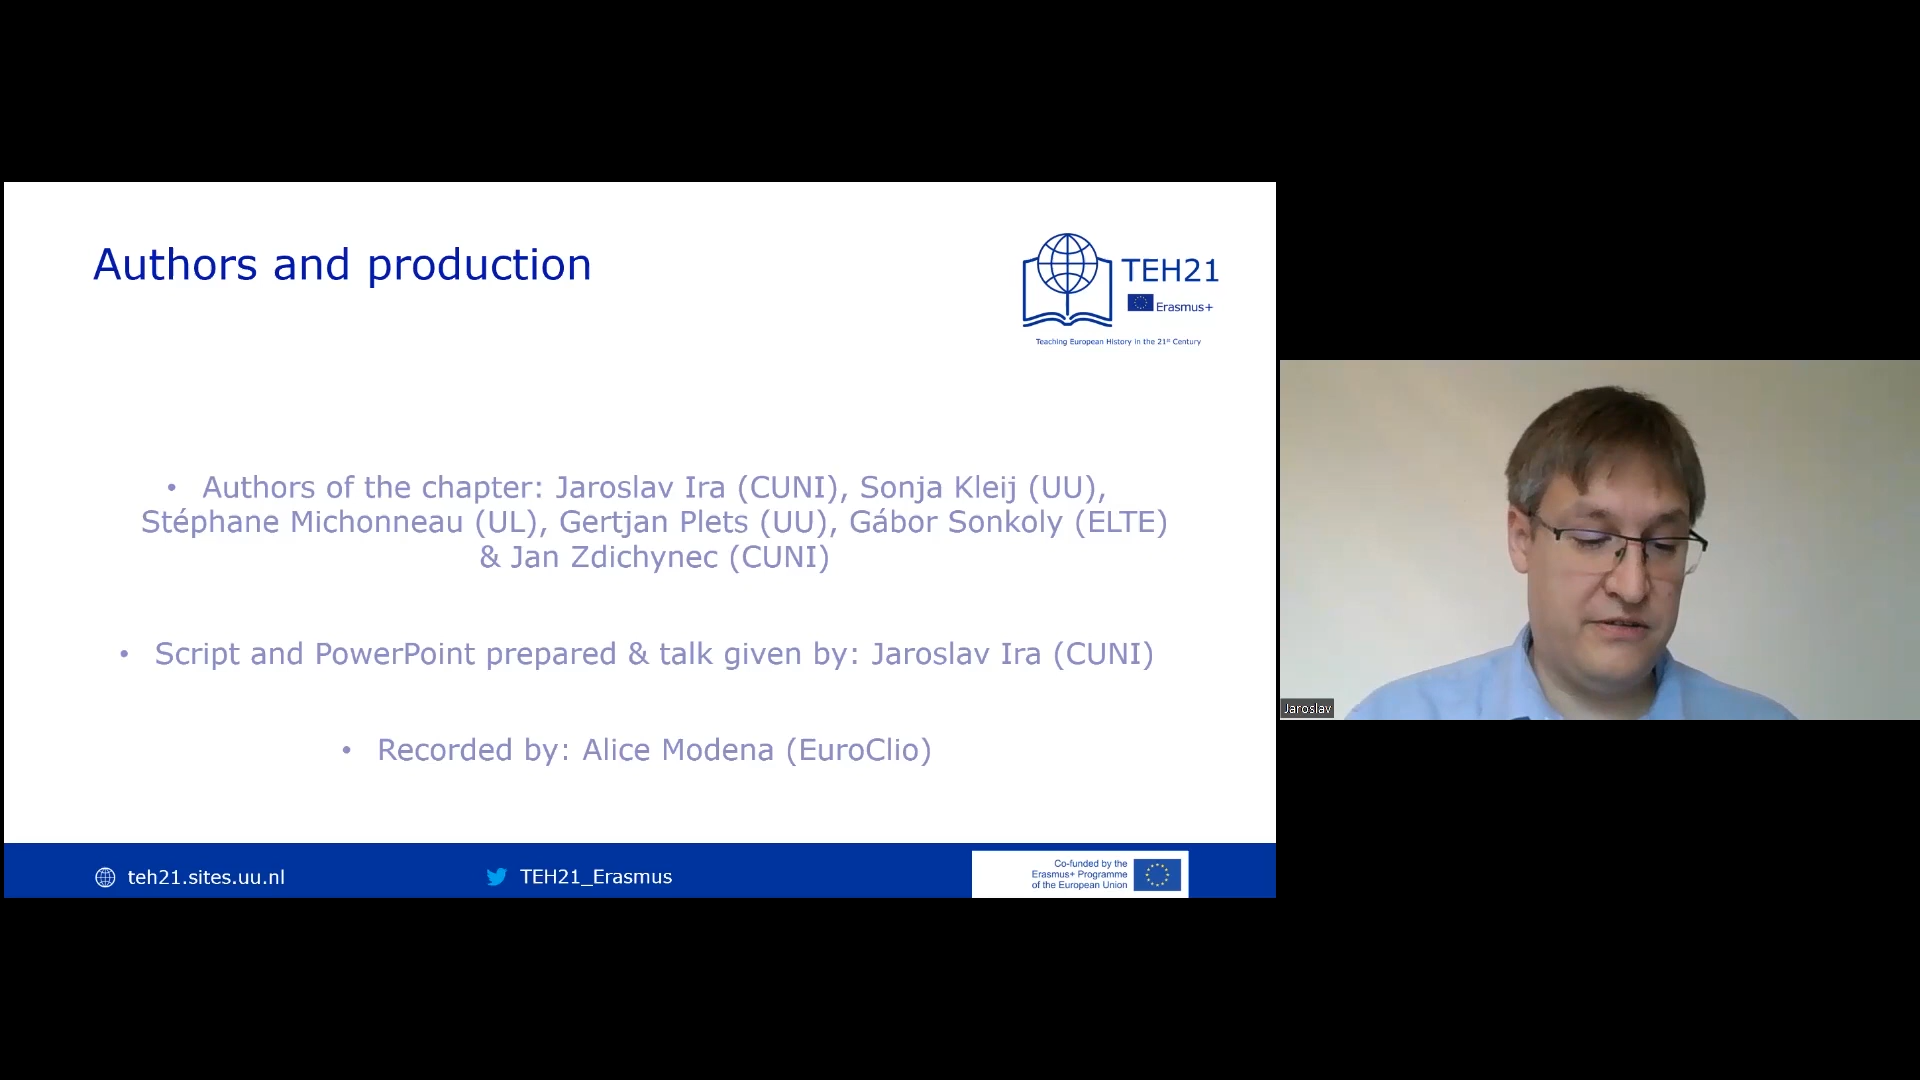 Authors and production
TEH21
Erasmus+
Teaching European History in the 21st Century
• Authors of the chapter: Jaroslav Ira (CUNI), Sonja Kleij (UU),
Stéphane Michonneau (UL), Gertjan Plets (UU), Gábor Sonkoly (ELTE)
& Jan Zdichynec (CUNI)
• Script and PowerPoint prepared & talk given by: Jaroslav Ira (CUNI)
• Recorded by: Alice Modena (EuroClio)
Jaroslav
teh21.sites.uu.nl
TEH21_Erasmus
Co-funded by the
Erasmus+ Programme
of the European Union